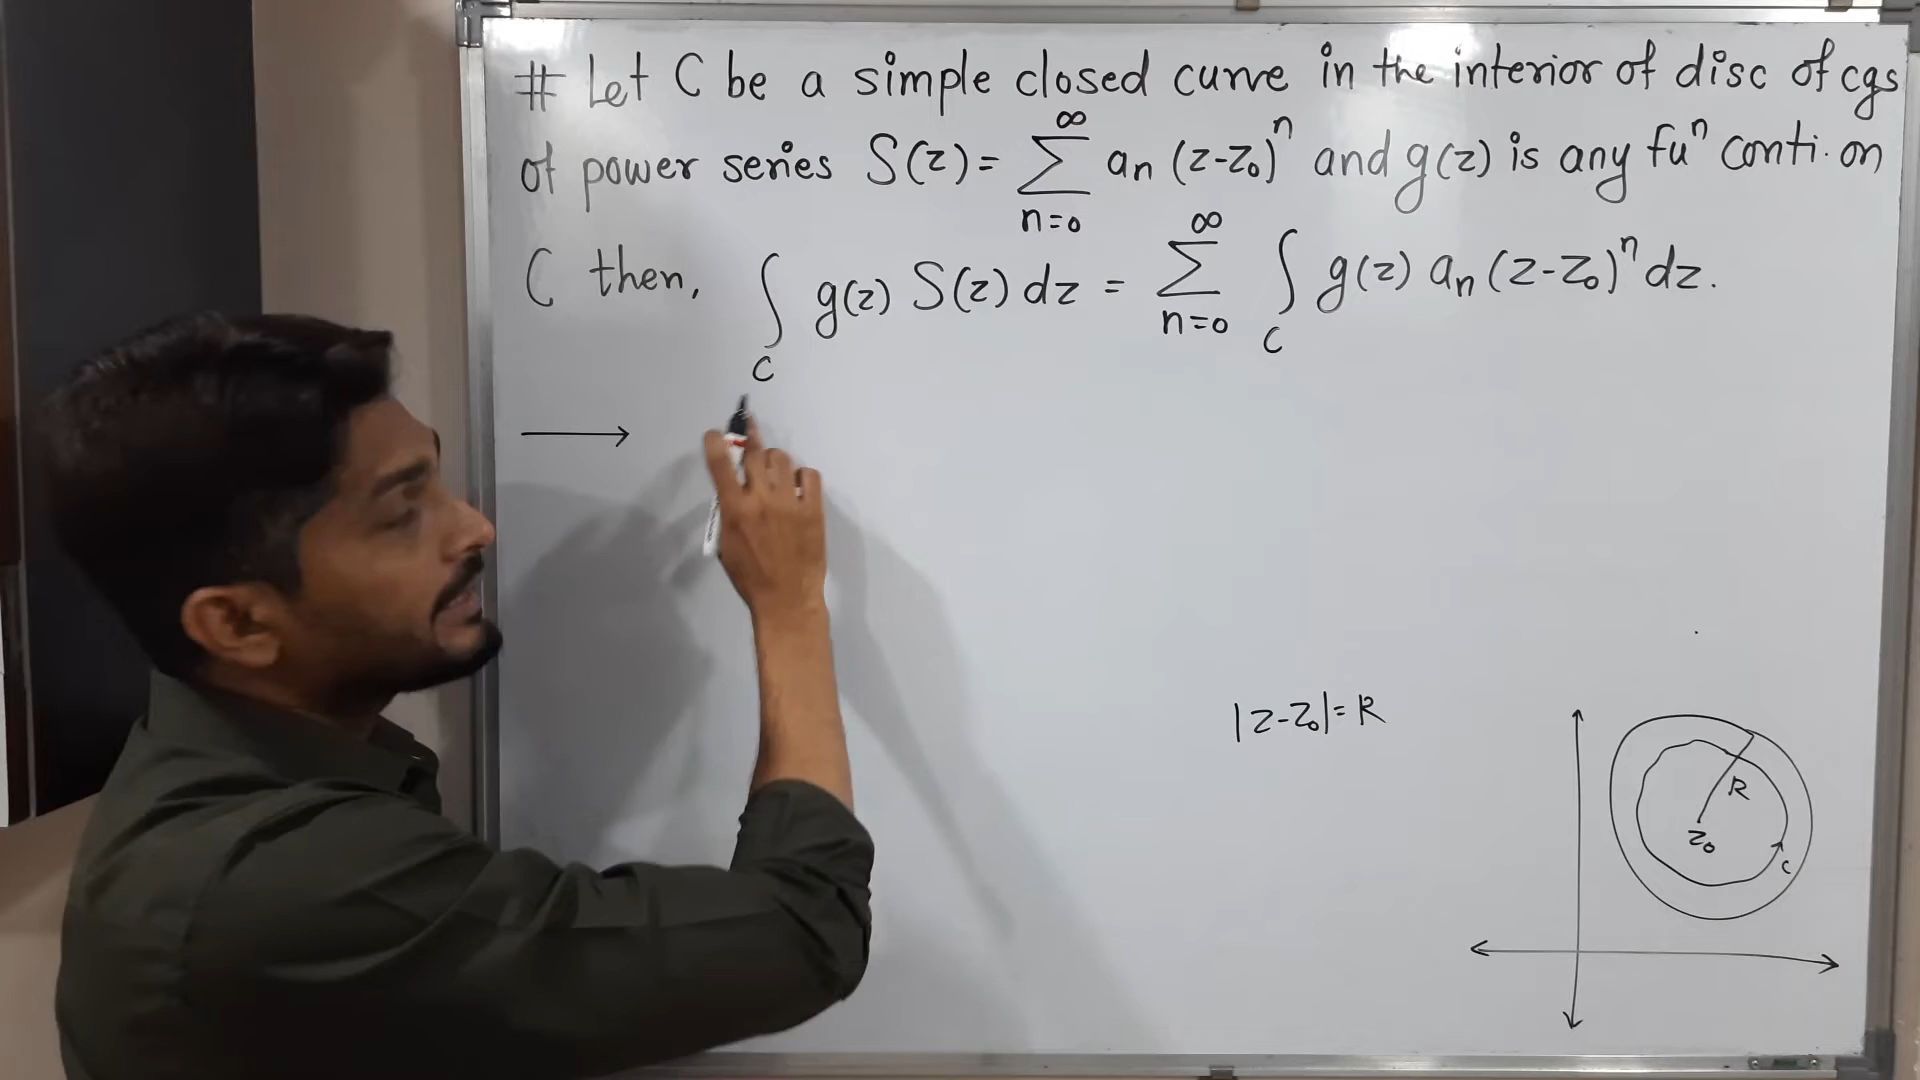 # Let C be a simple closed curve in the interior of disc of cgs
of power series S(z) = ∞ Σ n=0 an (z-z₀)ⁿ and g(z) is any fuⁿ conti. on
C then, ∫ C g(z) S(z) dz = ∞ Σ n=0 ∫ C g(z) an (z-z₀)ⁿ dz.
|z-z₀| = R
R
z₀
C